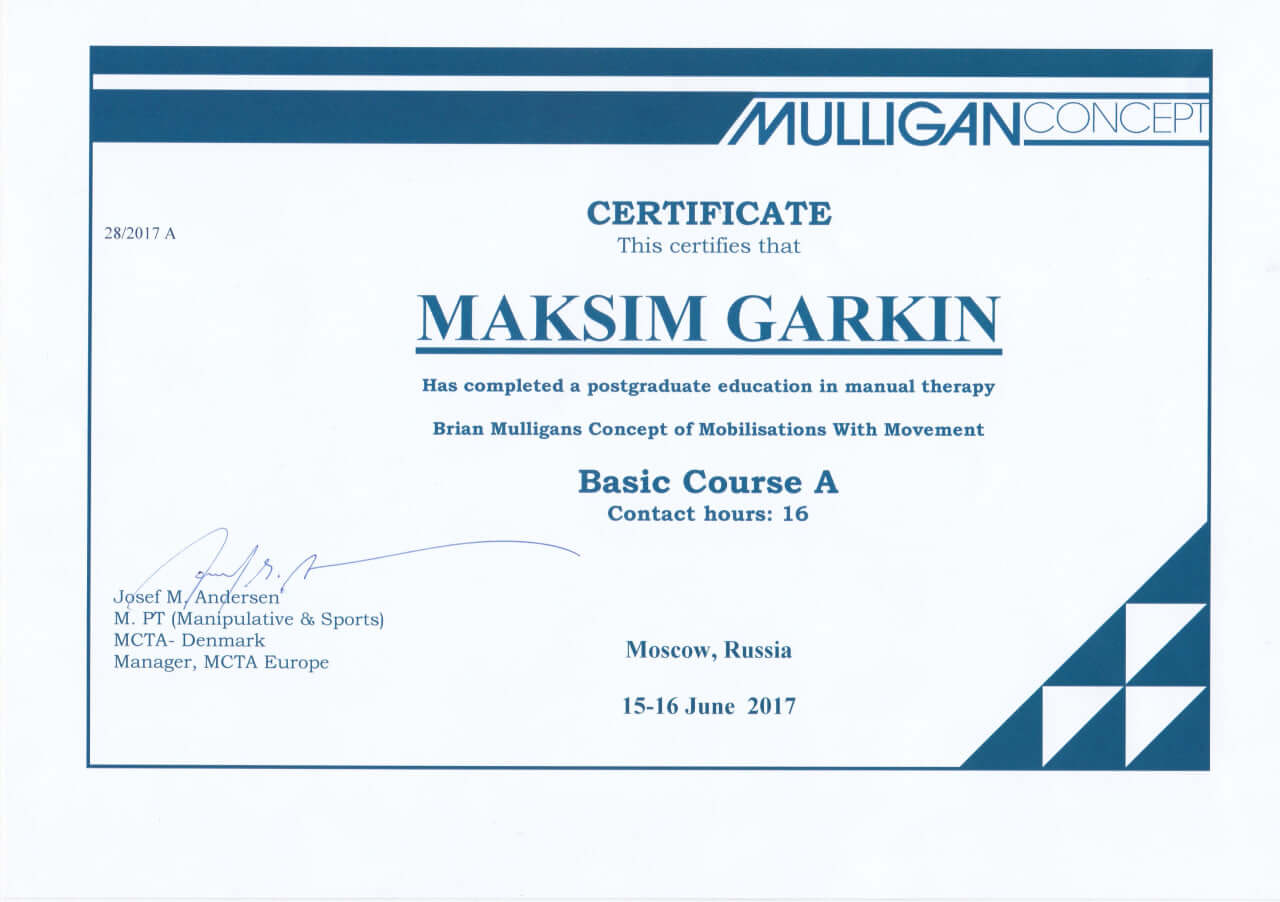 MULLIGAN CONCEPT
28/2017 A
CERTIFICATE
This certifies that
MAKSIM GARKIN
Has completed a postgraduate education in manual therapy
Brian Mulligans Concept of Mobilisations With Movement
Basic Course A
Contact hours: 16
Josef M. Andersen
M. PT (Manipulative & Sports)
MCTA- Denmark
Manager, MCTA Europe
Moscow, Russia
15-16 June 2017